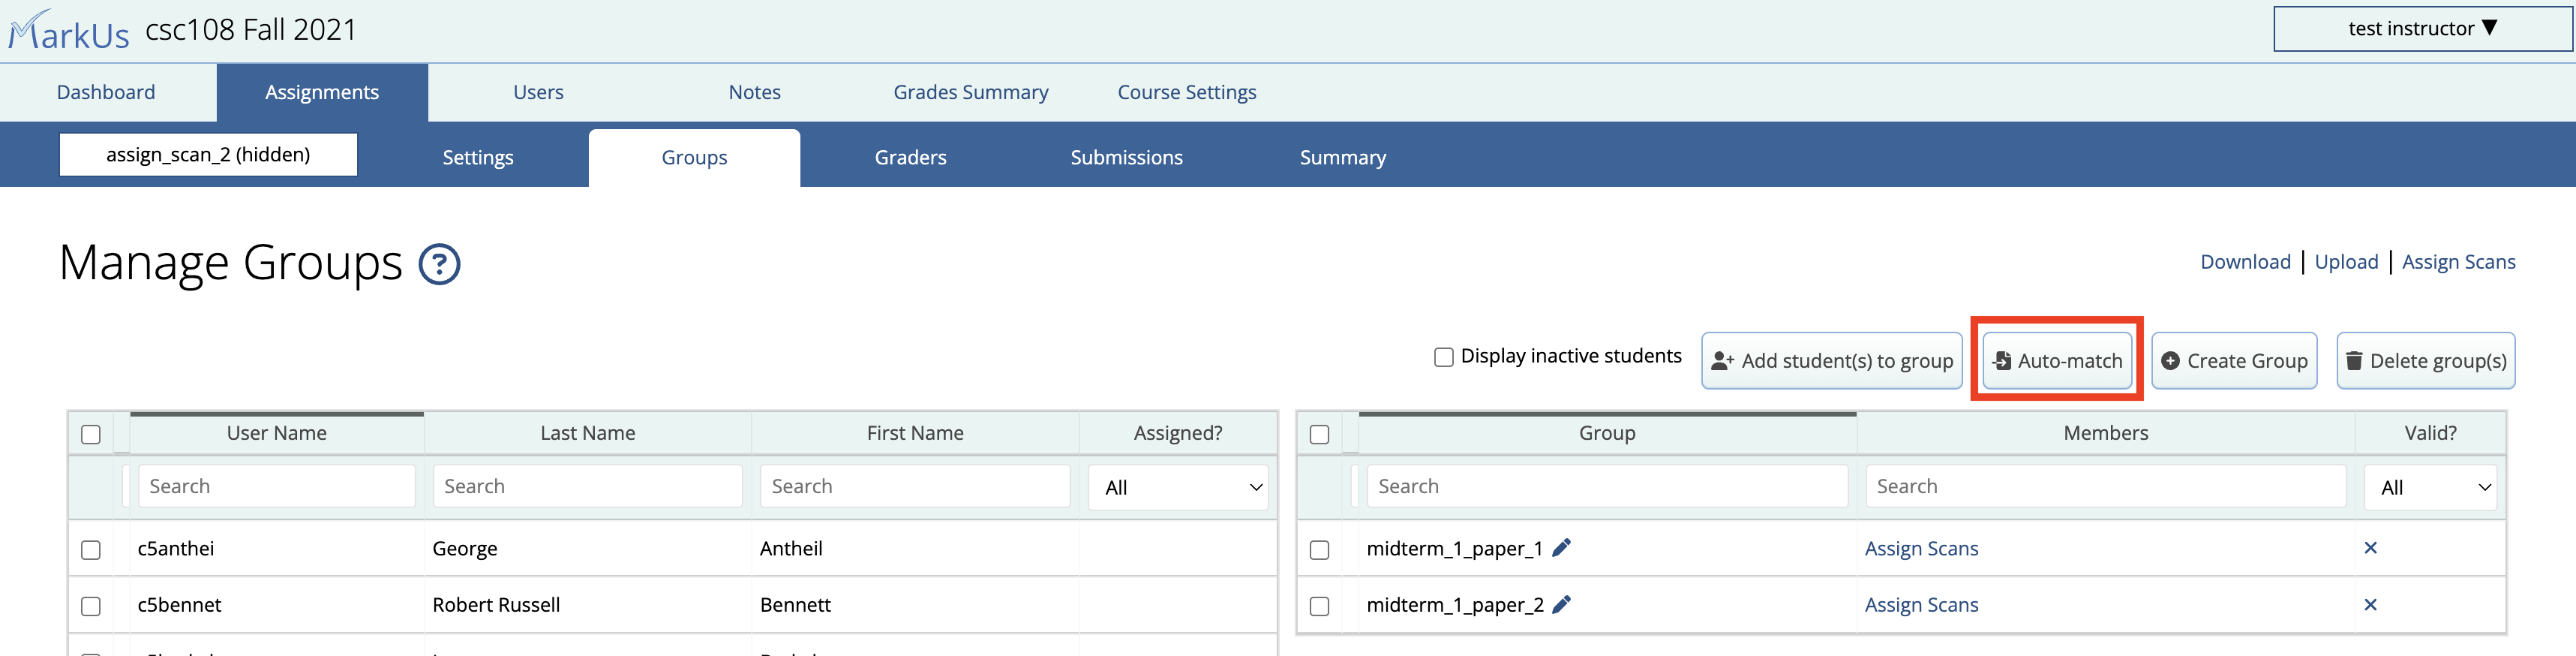 MarkUs csc108 Fall 2021
test instructor ▼
Dashboard Assignments Users Notes Grades Summary Course Settings
assign_scan_2 (hidden) Settings Groups Graders Submissions Summary
Manage Groups ?
Download | Upload | Assign Scans
Display inactive students Add student(s) to group Auto-match Create Group Delete group(s)
User Name Last Name First Name Assigned?
Search Search Search All
c5anthei George Antheil
c5bennet Robert Russell Bennett
Group Members Valid?
Search Search All
midterm_1_paper_1 Assign Scans ×
midterm_1_paper_2 Assign Scans ×